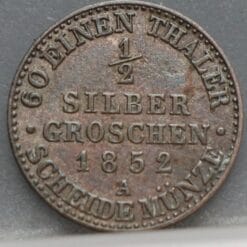 60 EINEN THALER
1/2
SILBER
GROSCHEN
1852
A
SCHEIDEMÜNZE